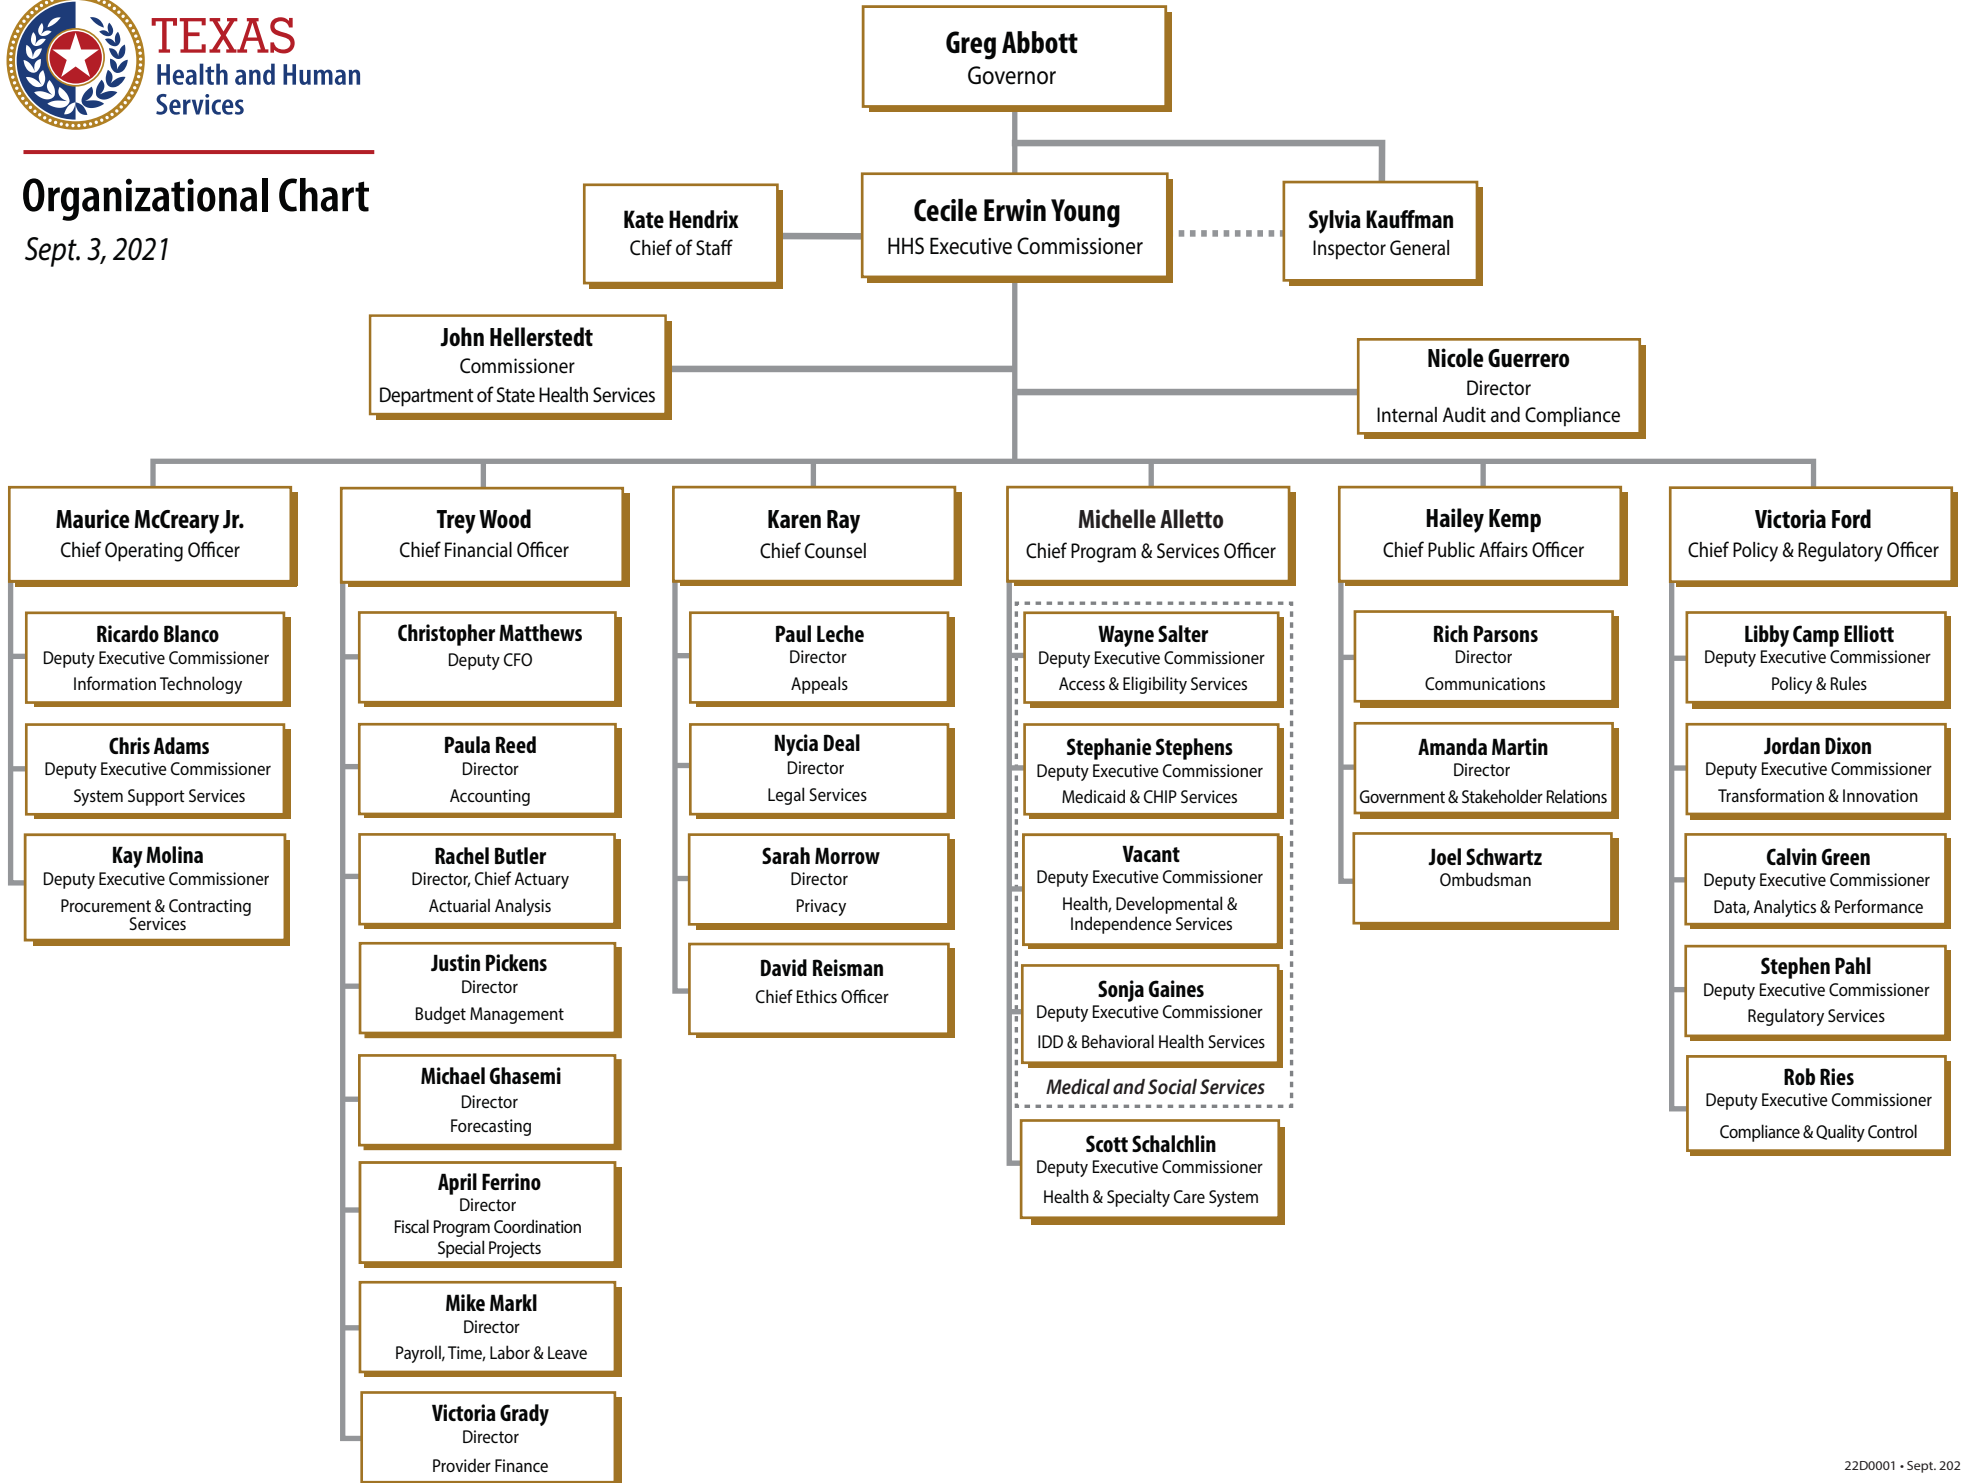 TEXAS
Health and Human
Services
Organizational Chart
Sept. 3, 2021
Greg Abbott
Governor
Kate Hendrix
Chief of Staff
Cecile Erwin Young
HHS Executive Commissioner
Sylvia Kauffman
Inspector General
John Hellerstedt
Commissioner
Department of State Health Services
Nicole Guerrero
Director
Internal Audit and Compliance
Maurice McCreary Jr.
Chief Operating Officer
Ricardo Blanco
Deputy Executive Commissioner
Information Technology
Chris Adams
Deputy Executive Commissioner
System Support Services
Kay Molina
Deputy Executive Commissioner
Procurement & Contracting
Services
Trey Wood
Chief Financial Officer
Christopher Matthews
Deputy CFO
Paula Reed
Director
Accounting
Rachel Butler
Director, Chief Actuary
Actuarial Analysis
Justin Pickens
Director
Budget Management
Michael Ghasemi
Director
Forecasting
April Ferrino
Director
Fiscal Program Coordination
Special Projects
Mike Markl
Director
Payroll, Time, Labor & Leave
Victoria Grady
Director
Provider Finance
Karen Ray
Chief Counsel
Paul Leche
Director
Appeals
Nycia Deal
Director
Legal Services
Sarah Morrow
Director
Privacy
David Reisman
Chief Ethics Officer
Michelle Alletto
Chief Program & Services Officer
Wayne Salter
Deputy Executive Commissioner
Access & Eligibility Services
Stephanie Stephens
Deputy Executive Commissioner
Medicaid & CHIP Services
Vacant
Deputy Executive Commissioner
Health, Developmental &
Independence Services
Sonja Gaines
Deputy Executive Commissioner
IDD & Behavioral Health Services
Medical and Social Services
Scott Schalchlin
Deputy Executive Commissioner
Health & Specialty Care System
Hailey Kemp
Chief Public Affairs Officer
Rich Parsons
Director
Communications
Amanda Martin
Director
Government & Stakeholder Relations
Joel Schwartz
Ombudsman
Victoria Ford
Chief Policy & Regulatory Officer
Libby Camp Elliott
Deputy Executive Commissioner
Policy & Rules
Jordan Dixon
Deputy Executive Commissioner
Transformation & Innovation
Calvin Green
Deputy Executive Commissioner
Data, Analytics & Performance
Stephen Pahl
Deputy Executive Commissioner
Regulatory Services
Rob Ries
Deputy Executive Commissioner
Compliance & Quality Control
22D0001 • Sept. 202